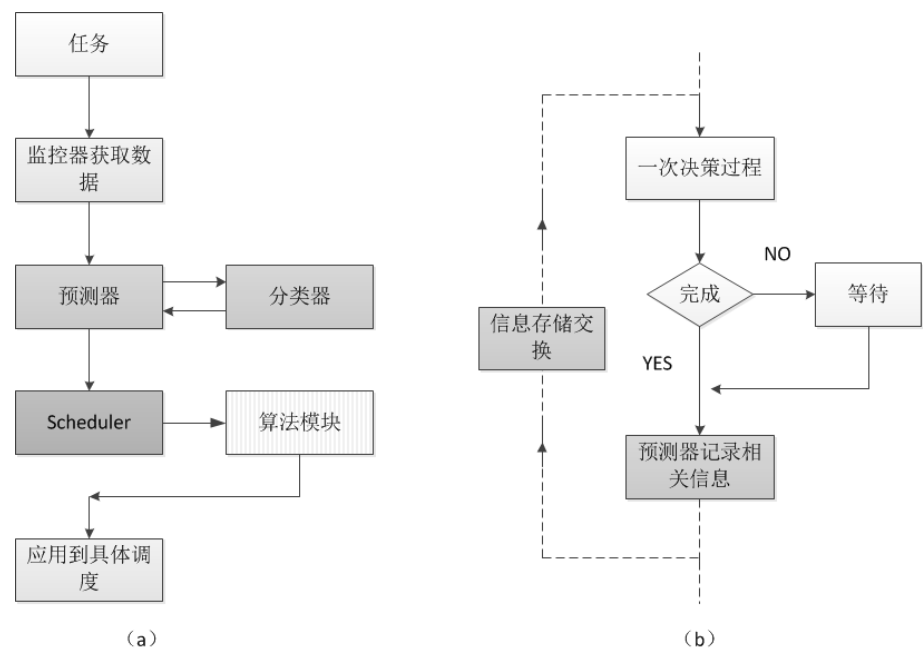 任务
监控器获取数
据
预测器
分类器
Scheduler
算法模块
应用到具体调
度
(a)
一次决策过程
NO
完成
等待
信息存储交
换
YES
预测器记录相
关信息
(b)